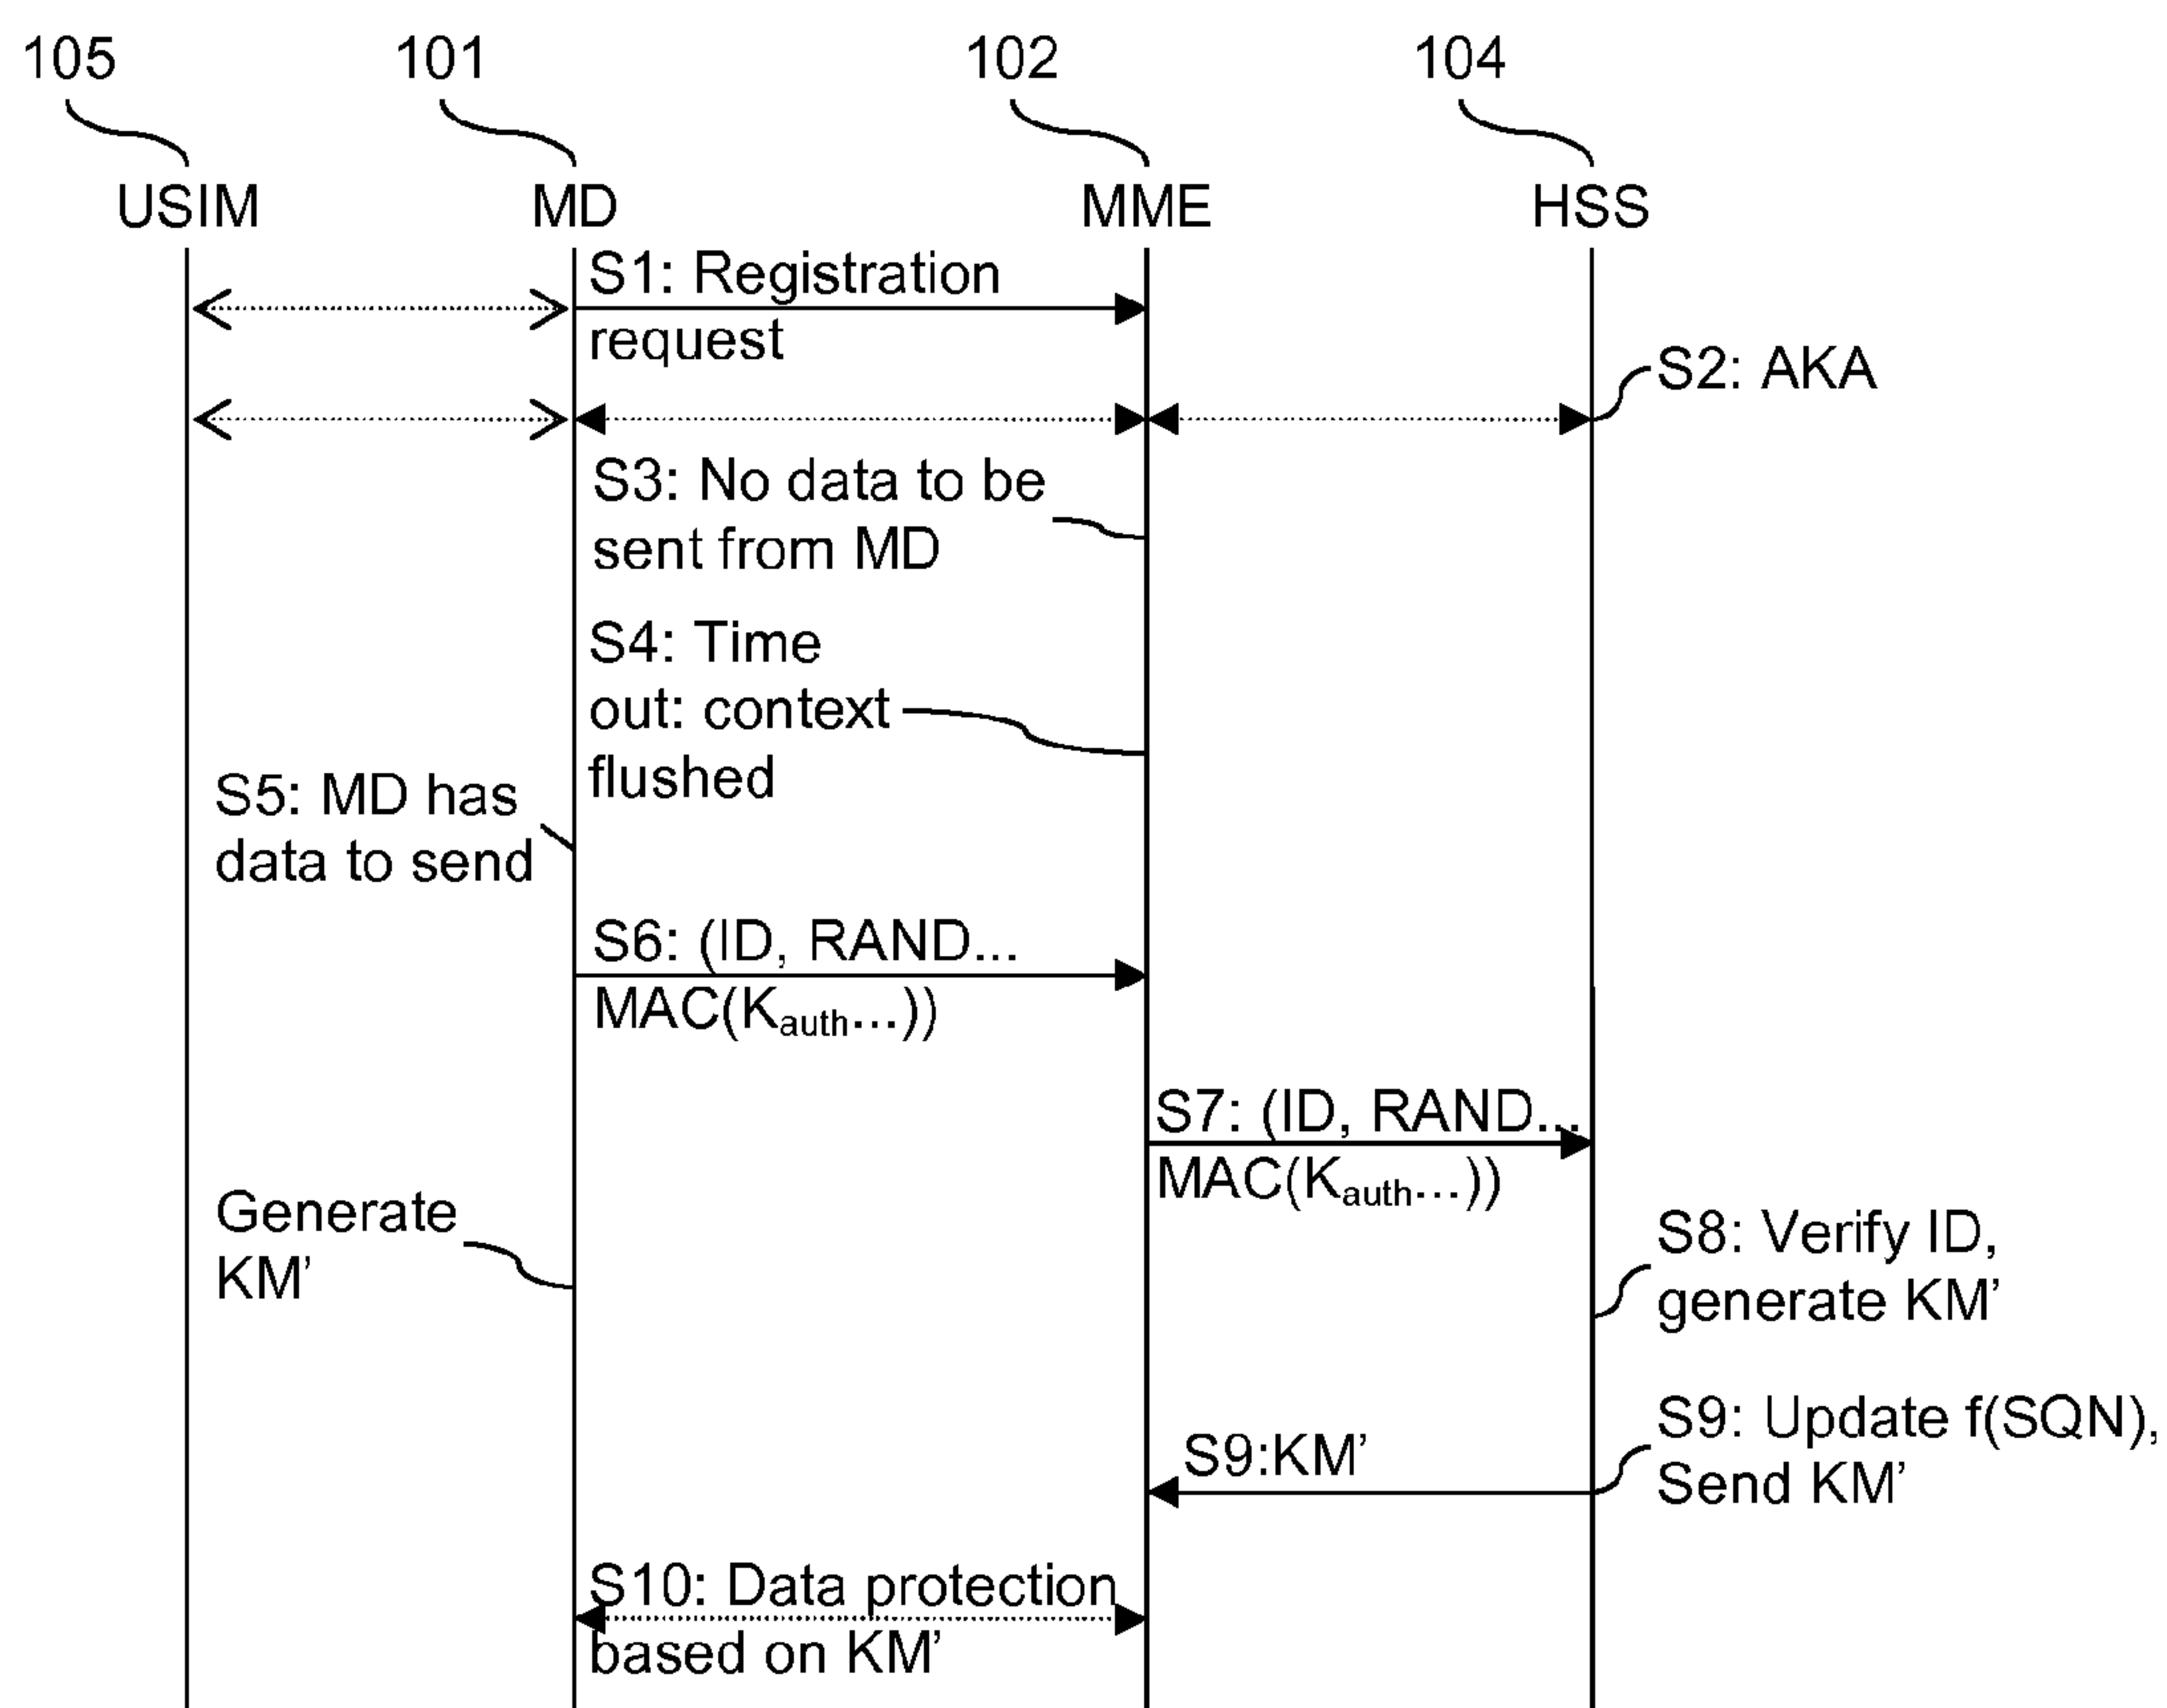 105
101
102
104
USIM
MD
MME
HSS
S1: Registration
request
S2: AKA
S3: No data to be
sent from MD
S4: Time
out: context
flushed
S5: MD has
data to send
S6: (ID, RAND...
MAC(Kauth...))
S7: (ID, RAND...
MAC(Kauth...))
Generate
KM’
S8: Verify ID,
generate KM’
S9: Update f(SQN),
Send KM’
S9:KM’
S10: Data protection
based on KM’